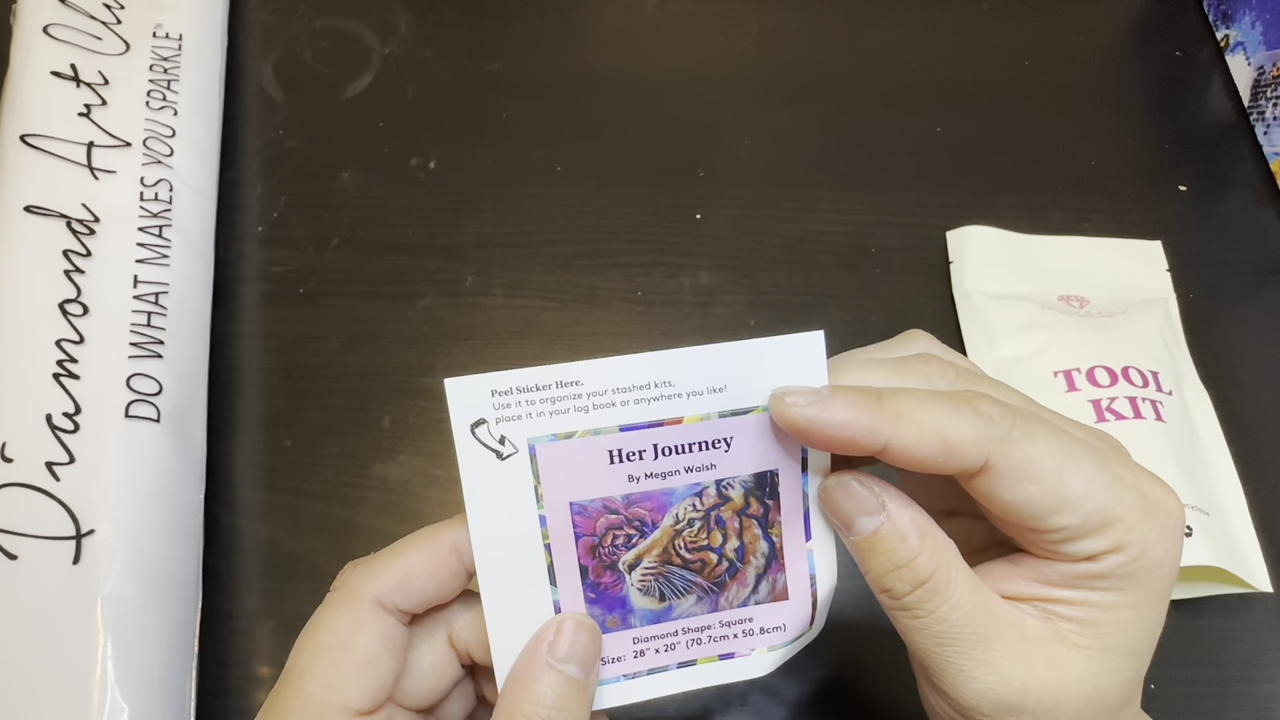 Diamond Art Clu
DO WHAT MAKES YOU SPARKLE™
Peel Sticker Here.
Use it to organize your stashed kits,
place it in your log book or anywhere you like!
Her Journey
By Megan Walsh
Diamond Shape: Square
Size: 28" x 20" (70.7cm x 50.8cm)
TOOL
KIT